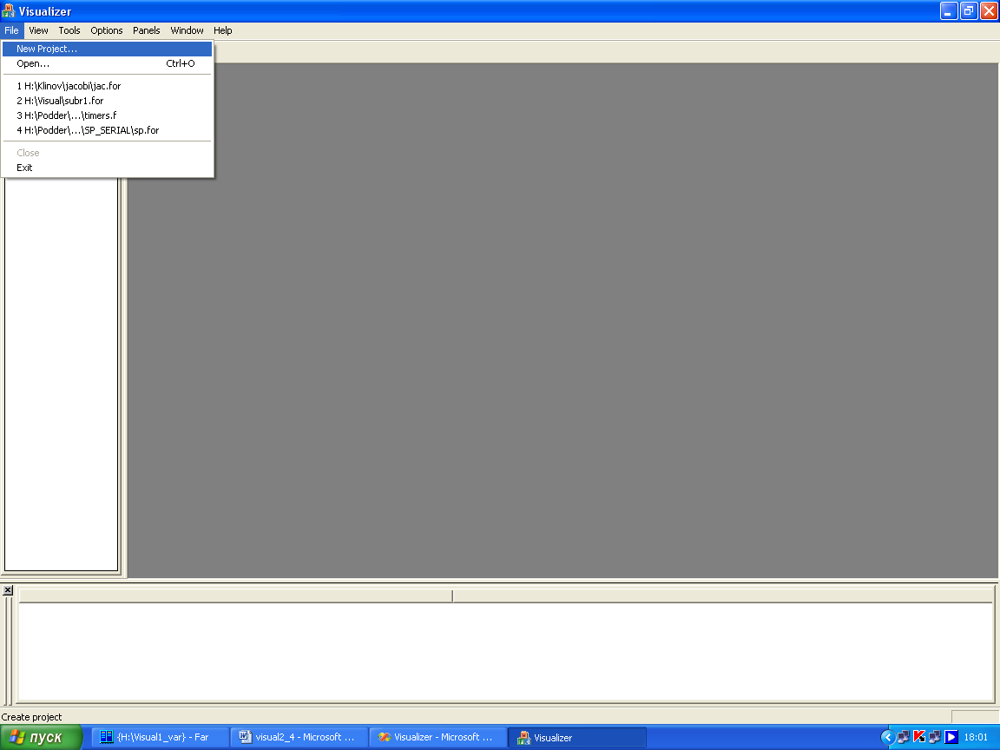 Visualizer
File View Tools Options Panels Window Help
New Project...
Open... Ctrl+O
1 H:\Klinov\jacobi\jac.for
2 H:\Visual\subr1.for
3 H:\Podder\...\timers.f
4 H:\Podder\...\SP_SERIAL\sp.for
Close
Exit
Create project
пуск {H:\Visual1_var} - Far visual2_4 - Microsoft ... Visualizer - Microsoft ... Visualizer 18:01